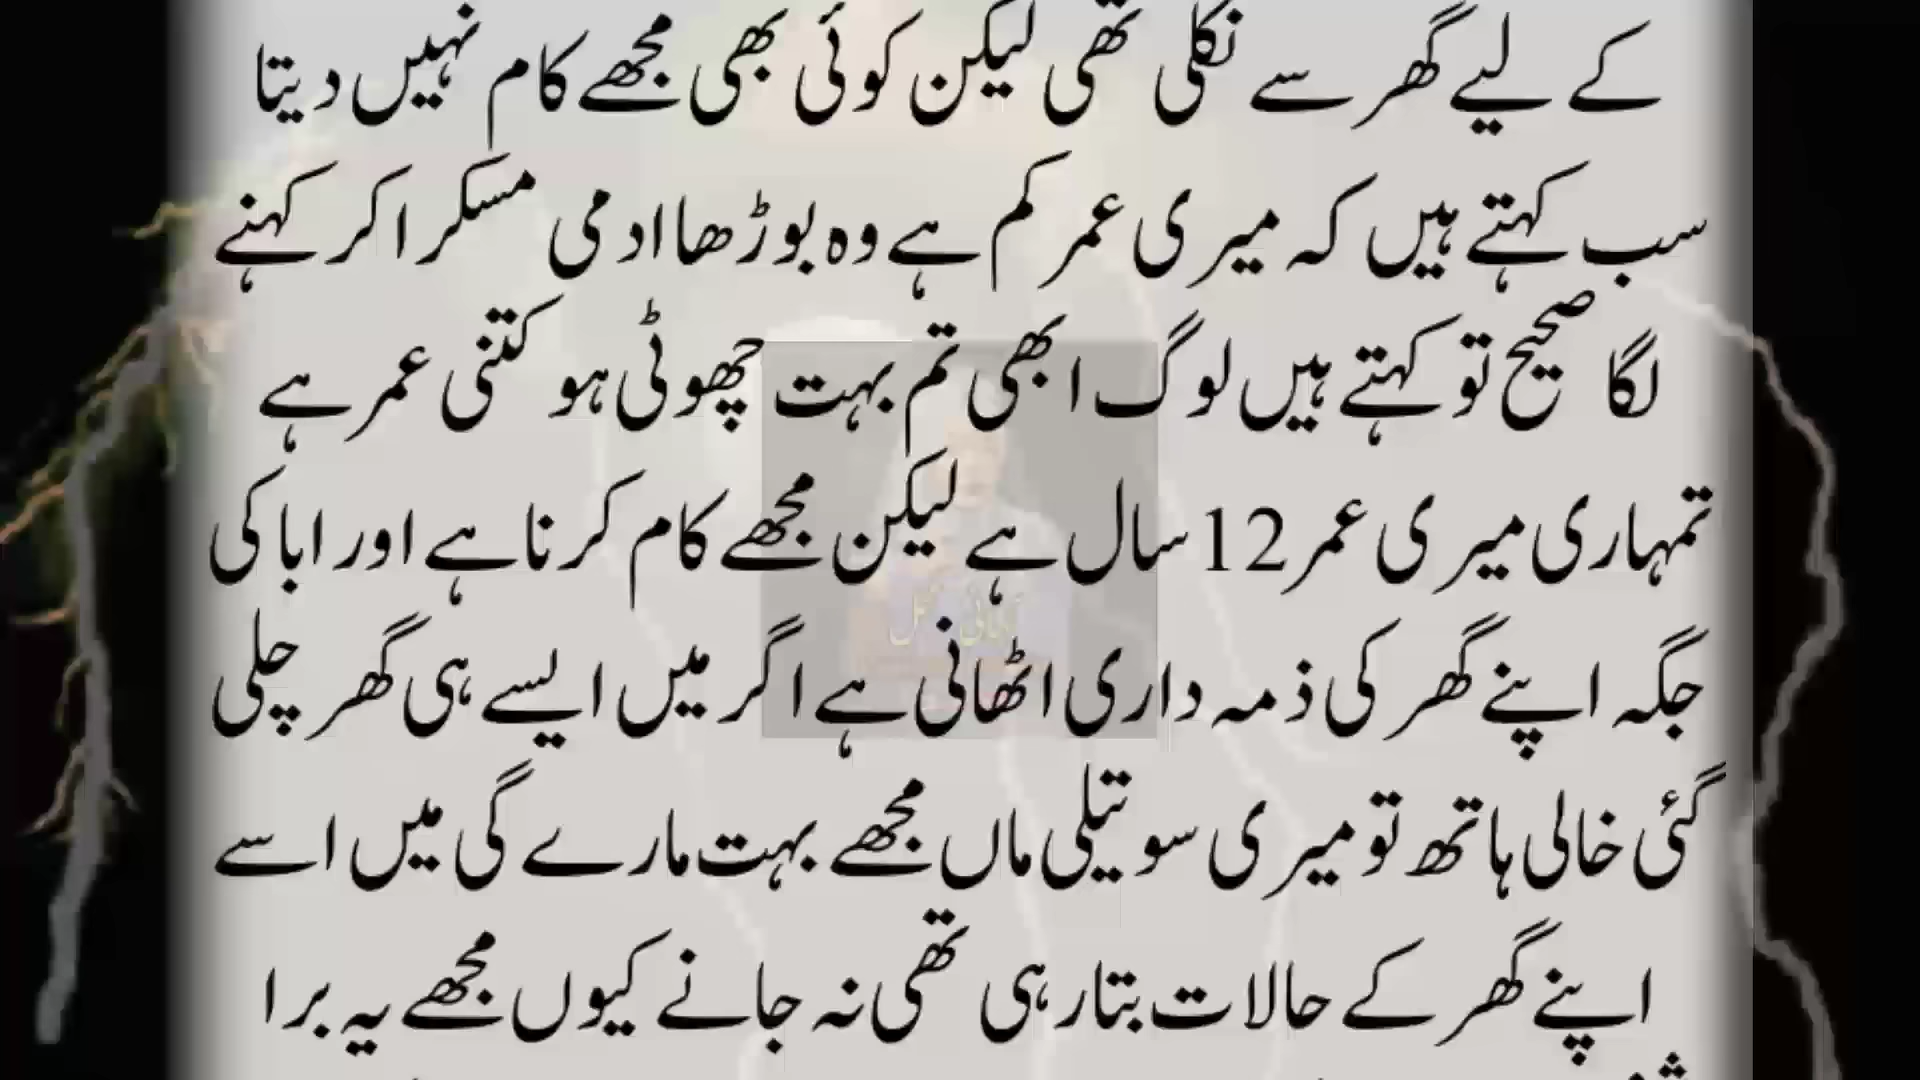 کے لیے گھر سے نکلی تھی لیکن کوئی بھی مجھے کام نہیں دیتا
سب کہتے ہیں کہ میری عمر کم ہے وہ بوڑھا ادمی مسکرا کر کہنے
لگا صحیح تو کہتے ہیں لوگ ابھی تم بہت چھوٹی ہو کتنی عمر ہے
تمہاری میری عمر 12 سال ہے لیکن مجھے کام کرنا ہے اور ابا کی
جگہ اپنے گھر کی ذمہ داری اٹھانی ہے اگر میں ایسے ہی گھر چلی
گئی خالی ہاتھ تو میری سوتیلی ماں مجھے بہت مارے گی میں اسے
اپنے گھر کے حالات بتا رہی تھی نہ جانے کیوں مجھے یہ برا